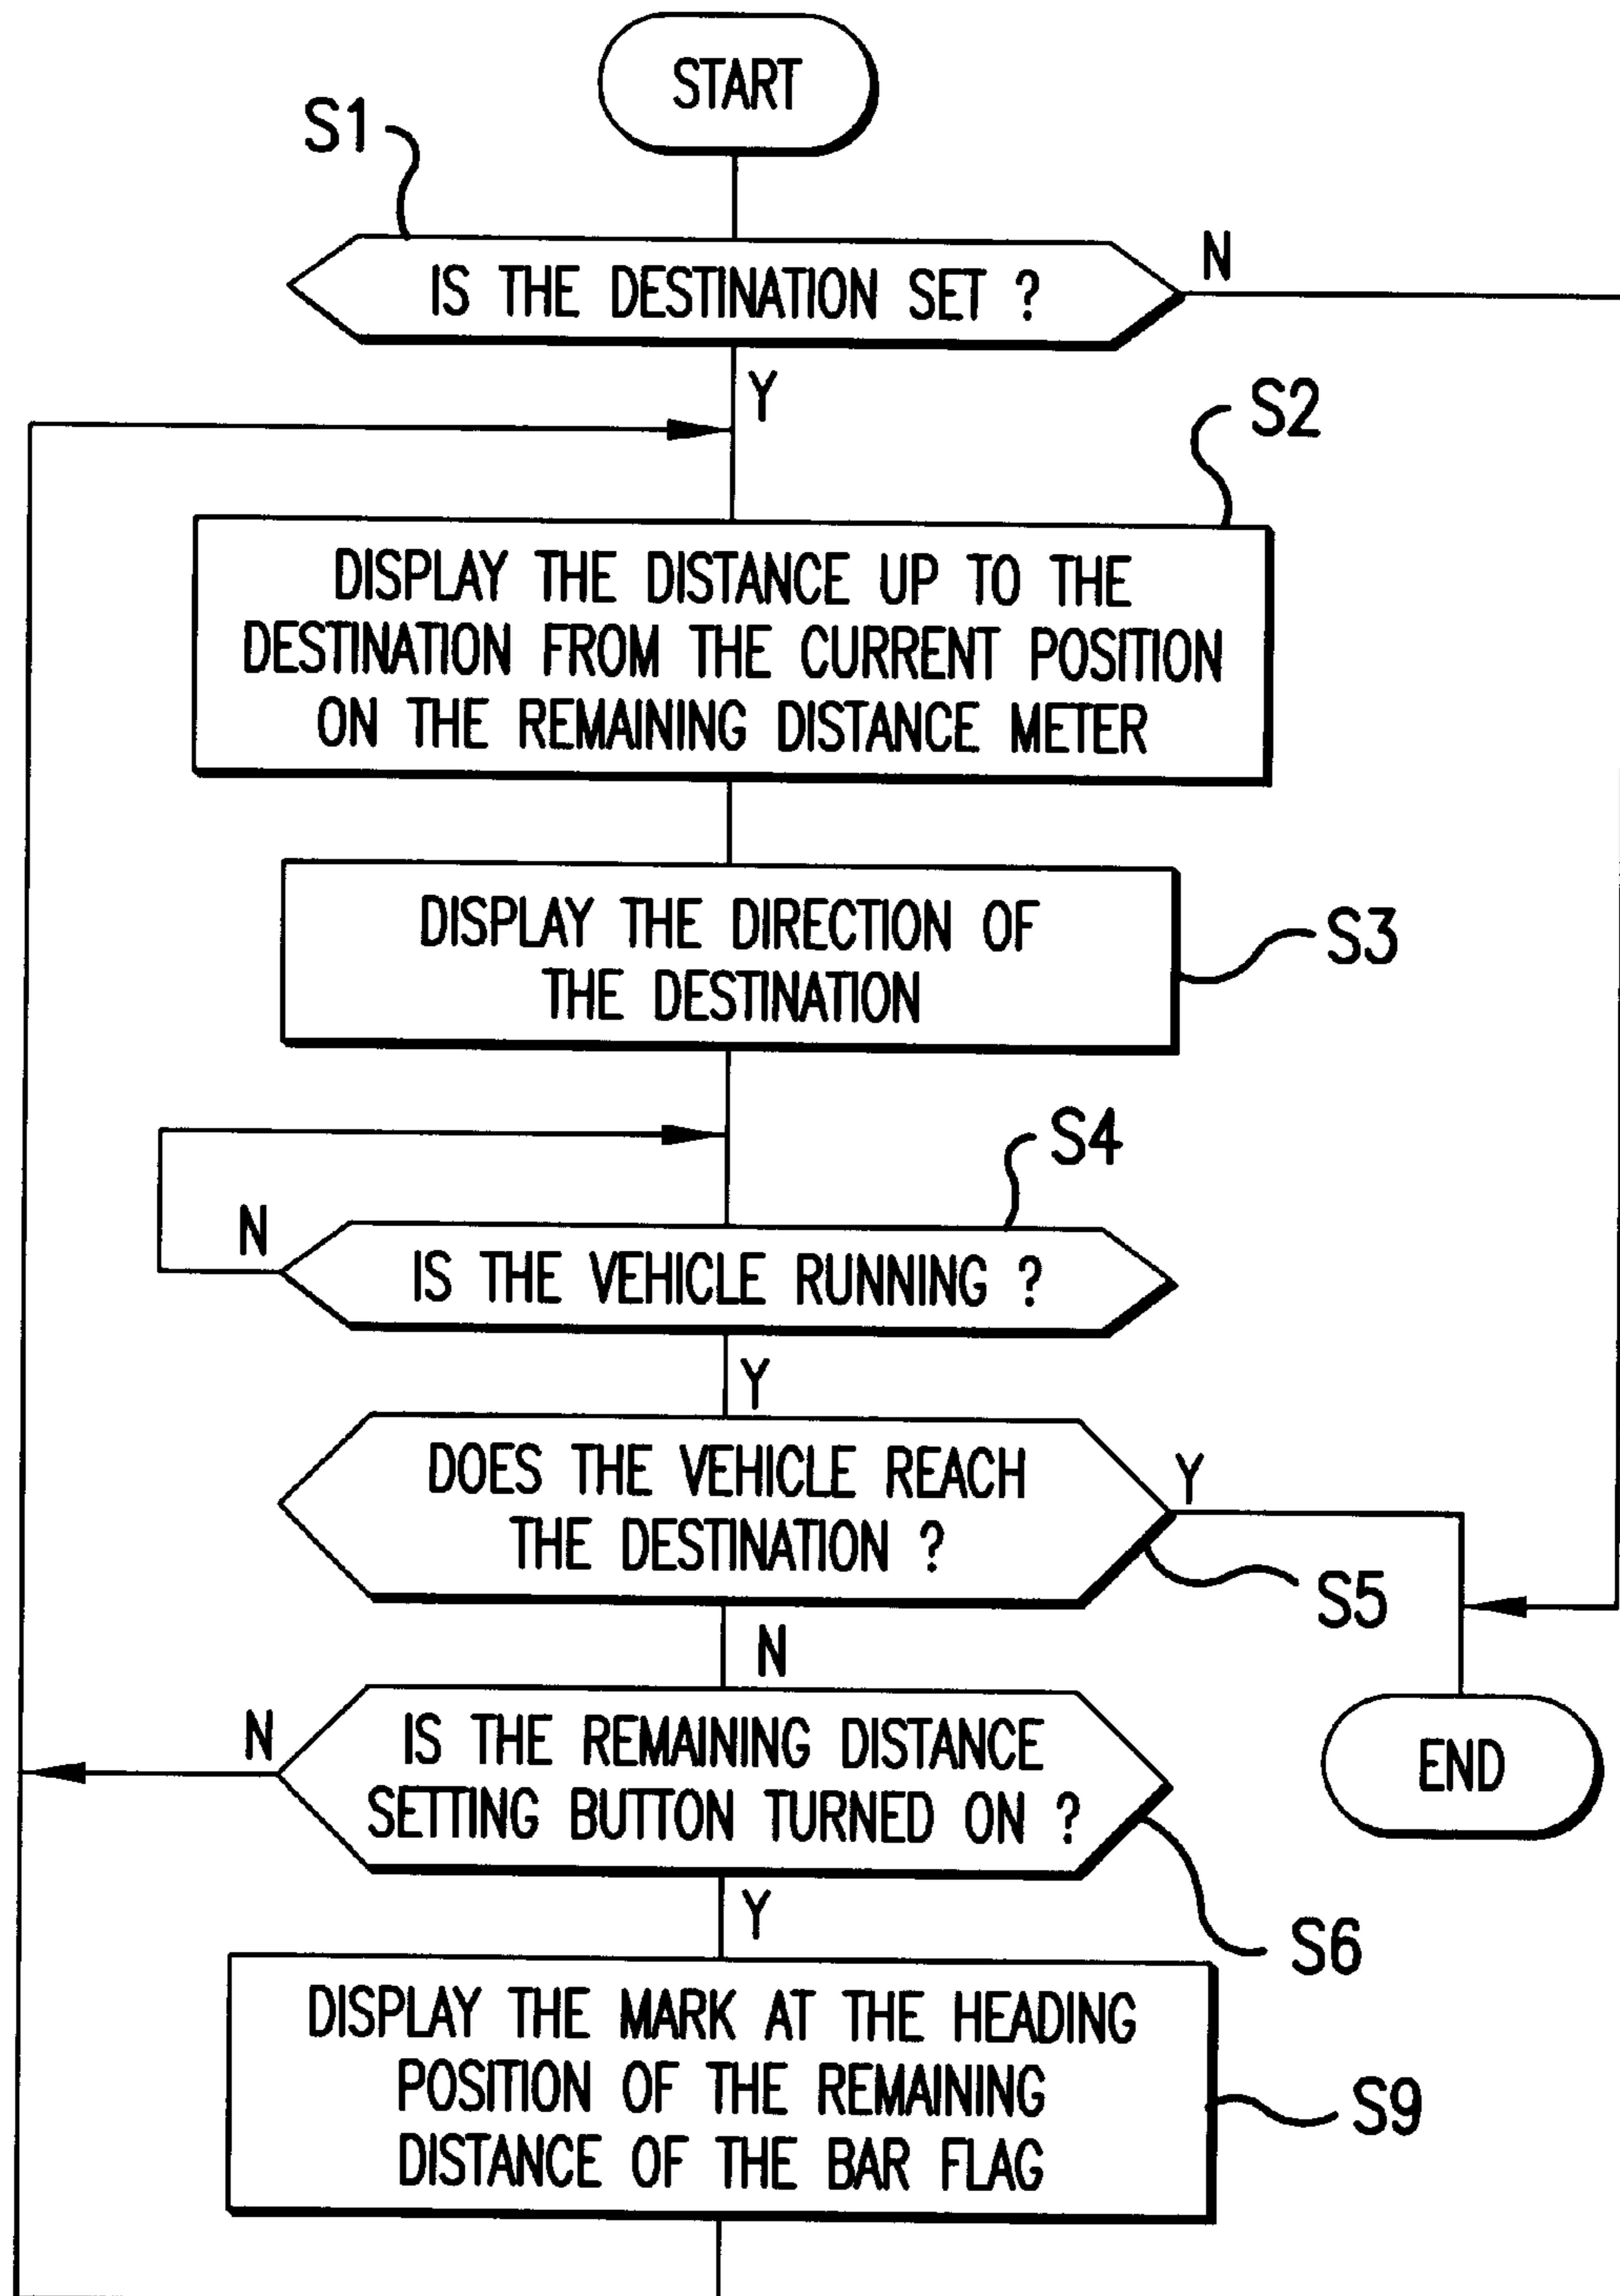 START
S1
IS THE DESTINATION SET ?
N
Y
S2
DISPLAY THE DISTANCE UP TO THE
DESTINATION FROM THE CURRENT POSITION
ON THE REMAINING DISTANCE METER
DISPLAY THE DIRECTION OF
THE DESTINATION
S3
S4
N
IS THE VEHICLE RUNNING ?
Y
DOES THE VEHICLE REACH
THE DESTINATION ?
Y
S5
N
N
IS THE REMAINING DISTANCE
SETTING BUTTON TURNED ON ?
END
Y
S6
DISPLAY THE MARK AT THE HEADING
POSITION OF THE REMAINING
DISTANCE OF THE BAR FLAG
S9